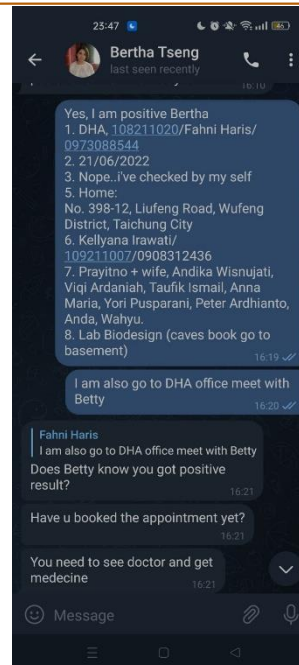 23:47
Bertha Tseng
last seen recently
16:10
Yes, I am positive Bertha
1. DHA, 108211020/Fahni Haris/
0973088544
2. 21/06/2022
3. Nope..i've checked by my self
5. Home:
No. 398-12, Liufeng Road, Wufeng
District, Taichung City
6. Kellyana Irawati/
109211007/0908312436
7. Prayitno + wife, Andika Wisnujati,
Viqi Ardaniah, Taufik Ismail, Anna
Maria, Yori Pusparani, Peter Ardhianto,
Anda, Wahyu.
8. Lab Biodesign (caves book go to
basement)
16:19
I am also go to DHA office meet with
Betty
16:20
Fahni Haris
I am also go to DHA office meet with Betty
Does Betty know you got positive
result?
16:21
Have u booked the appointment yet?
16:21
You need to see doctor and get
medecine
16:21
Message